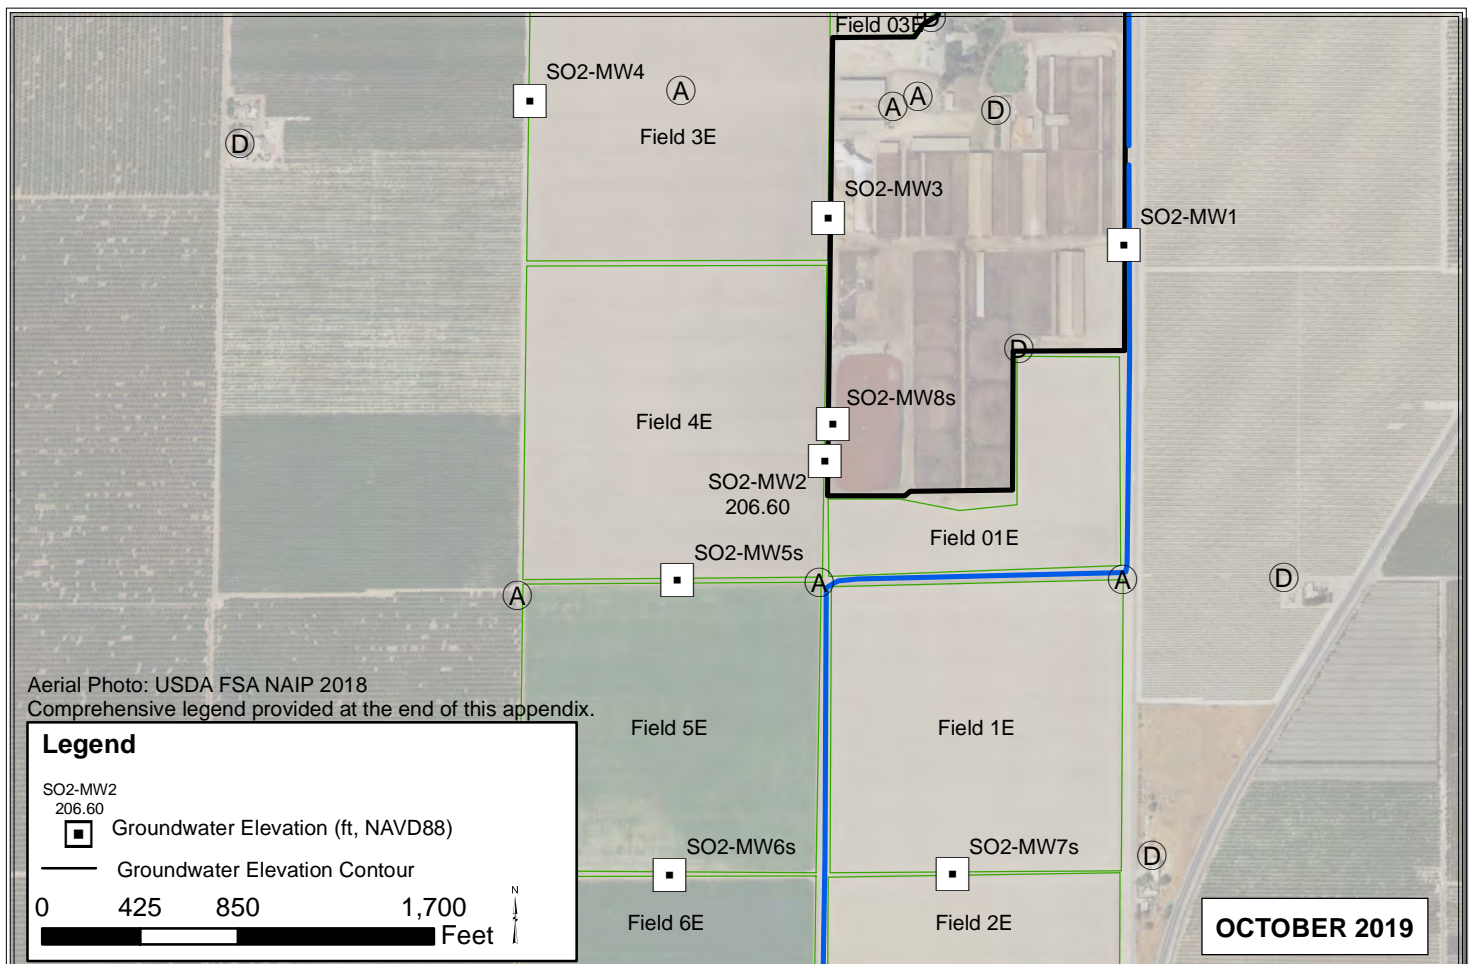 Field 03E
D
SO2-MW4
A
A
A
D
D
Field 3E
SO2-MW3
SO2-MW1
D
SO2-MW8s
Field 4E
SO2-MW2
206.60
Field 01E
SO2-MW5s
A
A
A
D
Aerial Photo: USDA FSA NAIP 2018
Comprehensive legend provided at the end of this appendix.
Field 5E
Field 1E
Legend
SO2-MW2
206.60
Groundwater Elevation (ft, NAVD88)
Groundwater Elevation Contour
0 425 850 1,700
Feet
N
SO2-MW6s
SO2-MW7s
D
Field 6E
Field 2E
OCTOBER 2019